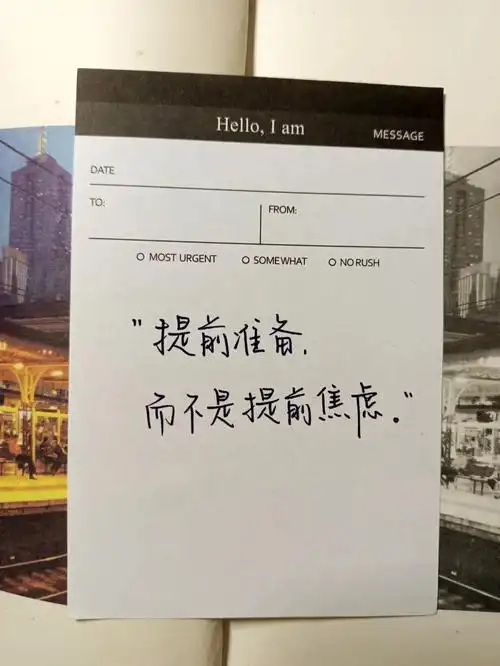 Hello, I am
MESSAGE
DATE
TO:
FROM:
O MOST URGENT O SOMEWHAT O NO RUSH
"提前准备,
而不是提前焦虑."